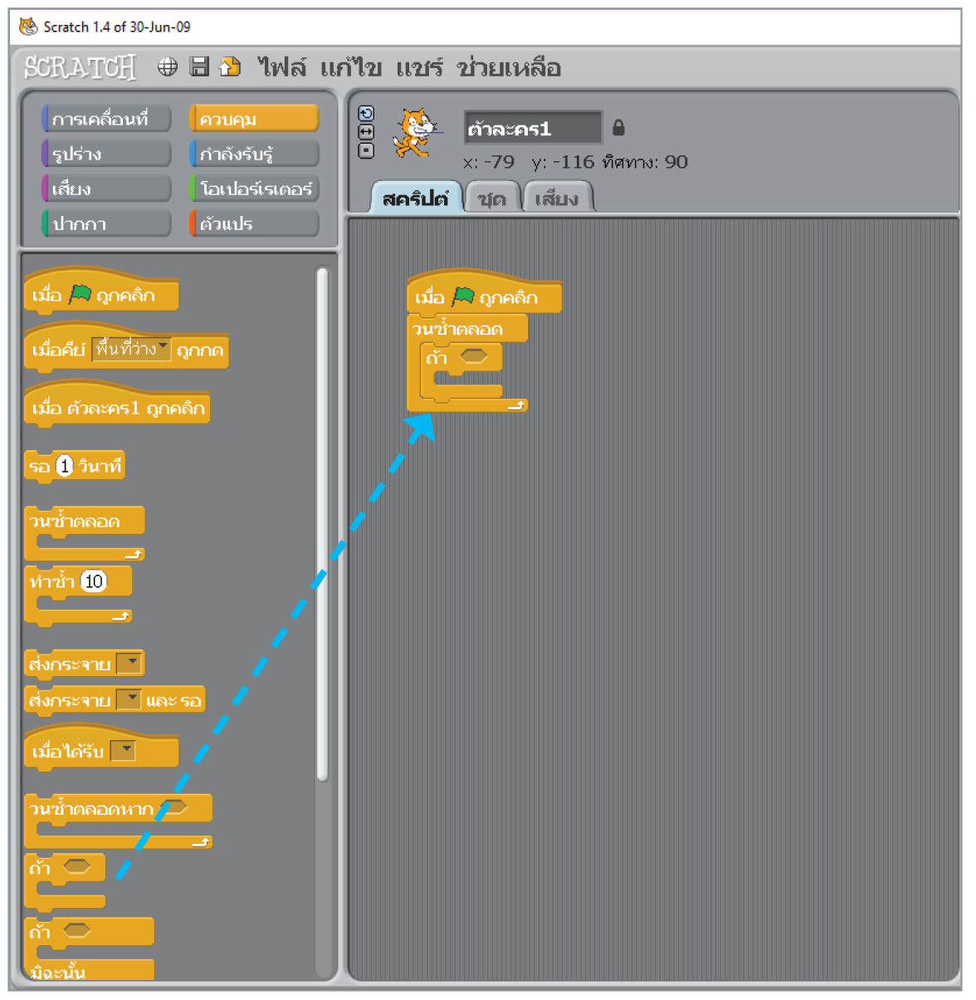 Scratch 1.4 of 30-Jun-09
SCRATCH ไฟล์ แก้ไข แชร์ ช่วยเหลือ
การเคลื่อนที่ ควบคุม
รูปร่าง กำลังรับรู้
เสียง โอเปอร์เรเตอร์
ปากกา ตัวแปร
ตัวละคร1
x: -79 y: -116 ทิศทาง: 90
สคริปต์ ชุด เสียง
เมื่อ ถูกคลิก
เมื่อคีย์ พื้นที่ว่าง ถูกกด
เมื่อ ตัวละคร1 ถูกคลิก
รอ 1 วินาที
วนซ้ำตลอด
ทำซ้ำ 10
ส่งกระจาย
ส่งกระจาย และ รอ
เมื่อได้รับ
วนซ้ำตลอดหาก
ถ้า
ถ้า
มิฉะนั้น
เมื่อ ถูกคลิก
วนซ้ำตลอด
ถ้า